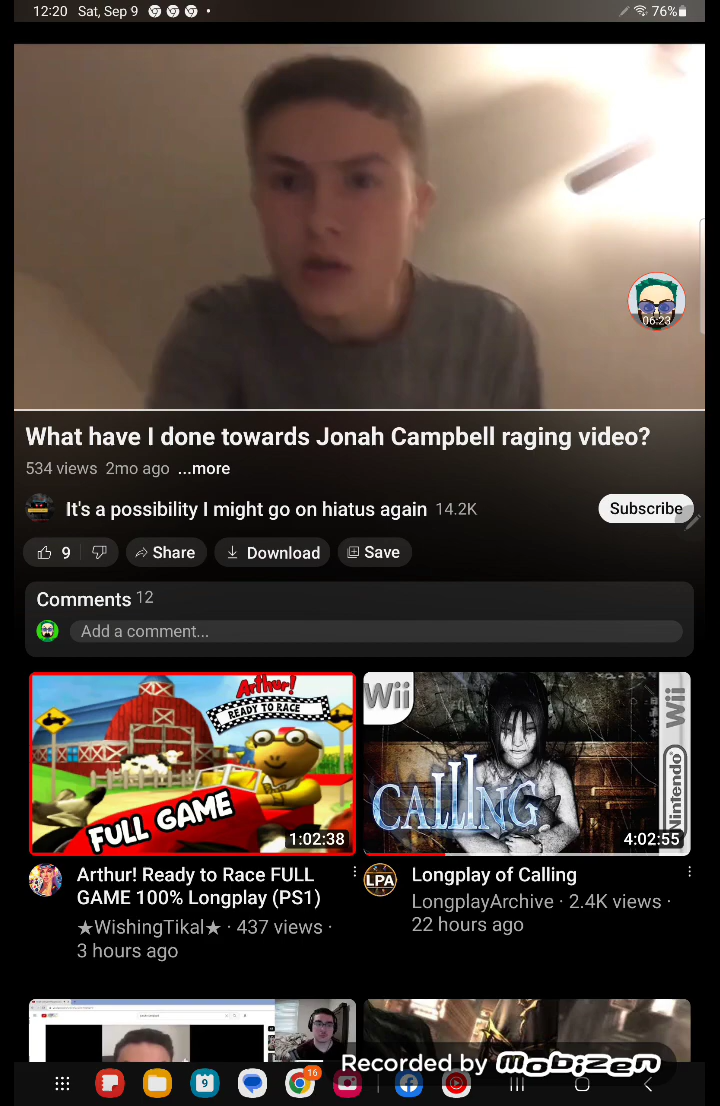 12:20 Sat, Sep 9
76%
06:23
What have I done towards Jonah Campbell raging video?
534 views 2mo ago ...more
It's a possibility I might go on hiatus again 14.2K
Subscribe
9 Share Download Save
Comments 12
Add a comment...
Arthur!
READY TO RACE
FULL GAME
1:02:38
Wii
Wii
CALLING
Nintendo
4:02:55
Arthur! Ready to Race FULL
GAME 100% Longplay (PS1)
★WishingTikal★ · 437 views ·
3 hours ago
LPA
Longplay of Calling
LongplayArchive · 2.4K views ·
22 hours ago
Recorded by Mobizen
9
16